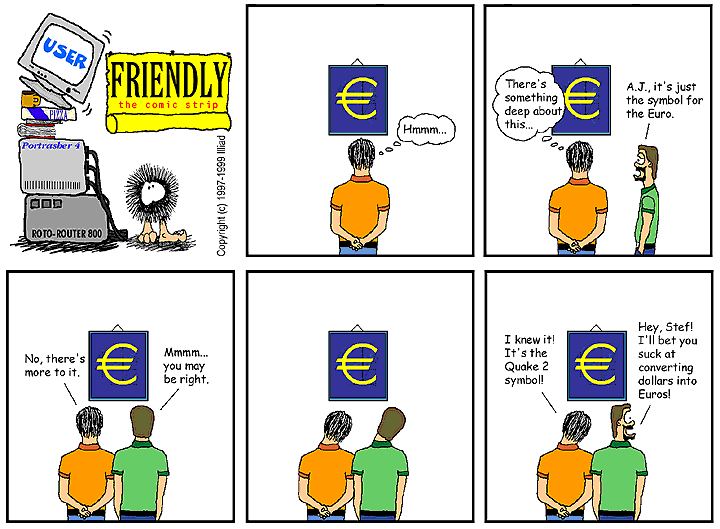 USER
FRIENDLY
the comic strip
PIZZA
Portrasher 4
ROTO-ROUTER 800
Copyright (c) 1997-1999 Illiad
€
Hmmm...
€
There's
something
deep about
this...
A.J., it's just
the symbol for
the Euro.
€
No, there's
more to it.
Mmmm...
you may
be right.
€
€
I knew it!
It's the
Quake 2
symbol!
Hey, Stef!
I'll bet you
suck at
converting
dollars into
Euros!
€